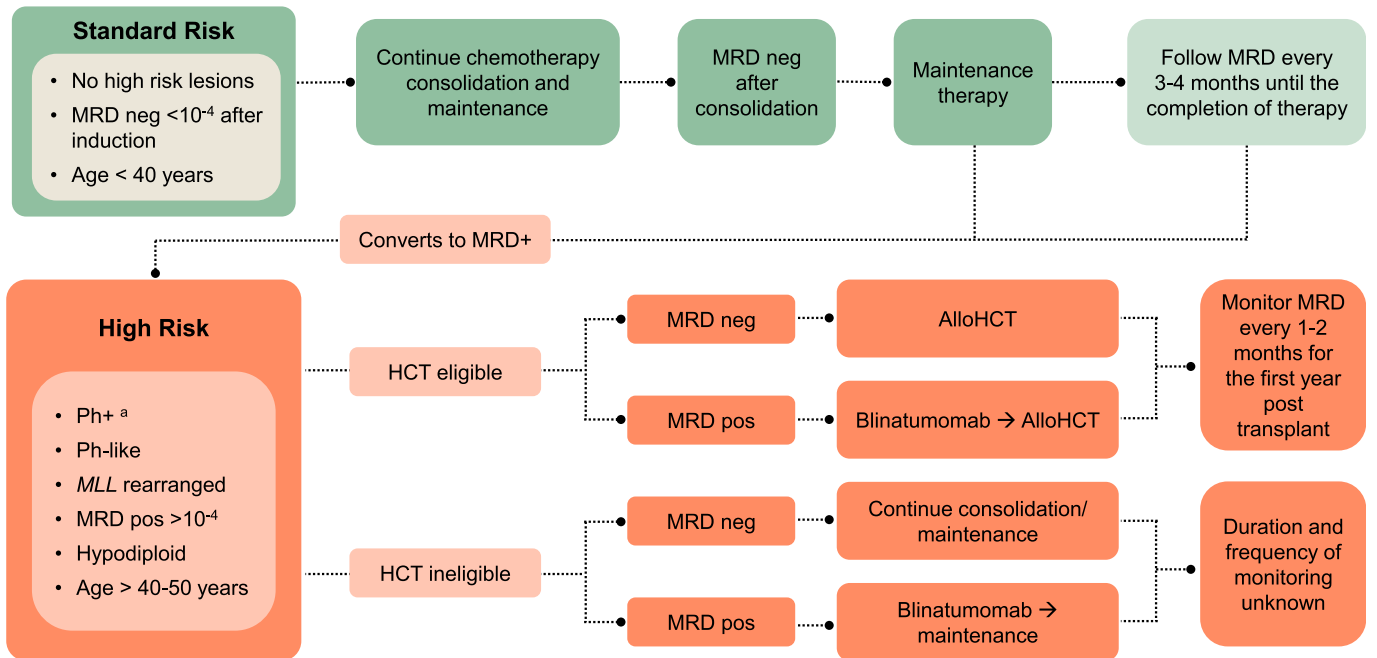 Standard Risk
• No high risk lesions
• MRD neg <10⁻⁴ after
induction
• Age < 40 years
Continue chemotherapy
consolidation and
maintenance
MRD neg
after
consolidation
Maintenance
therapy
Follow MRD every
3-4 months until the
completion of therapy
Converts to MRD+
High Risk
• Ph+ ᵃ
• Ph-like
• MLL rearranged
• MRD pos >10⁻⁴
• Hypodiploid
• Age > 40-50 years
HCT eligible
MRD neg
AlloHCT
MRD pos
Blinatumomab → AlloHCT
Monitor MRD
every 1-2
months for
the first year
post
transplant
HCT ineligible
MRD neg
Continue consolidation/
maintenance
MRD pos
Blinatumomab →
maintenance
Duration and
frequency of
monitoring
unknown